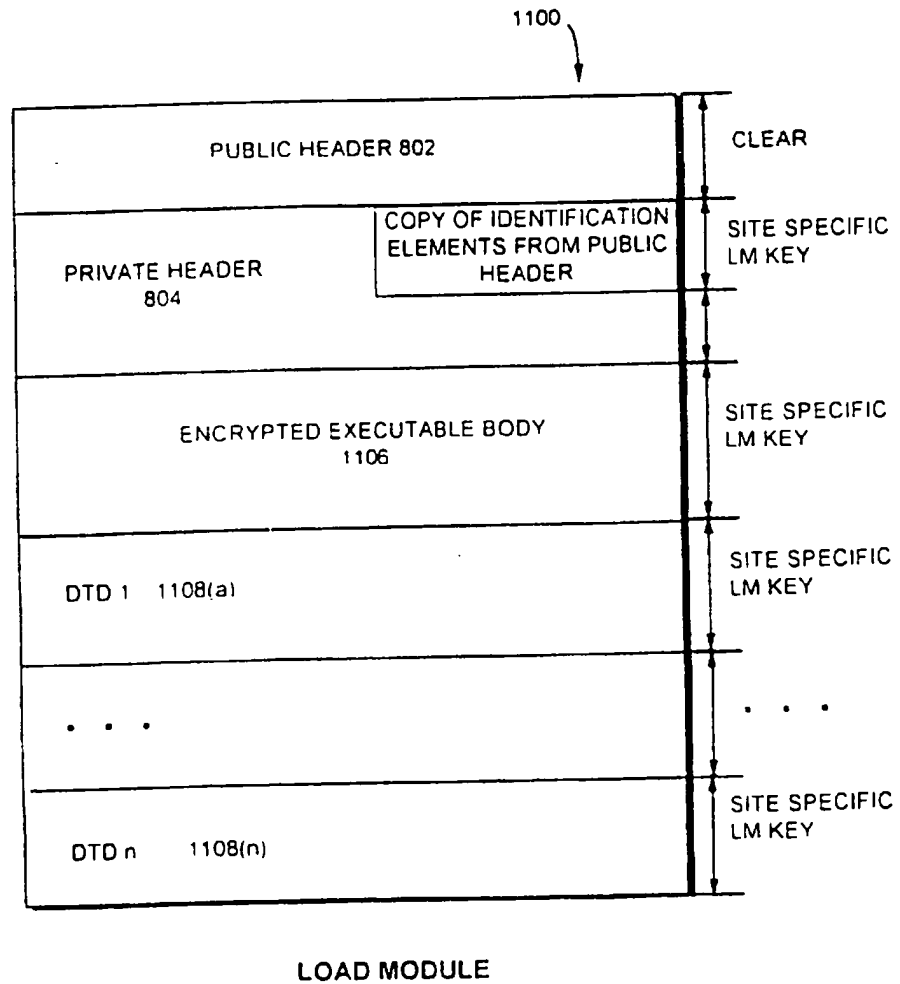 1100
PUBLIC HEADER 802
CLEAR
COPY OF IDENTIFICATION
ELEMENTS FROM PUBLIC
HEADER
PRIVATE HEADER
804
SITE SPECIFIC
LM KEY
ENCRYPTED EXECUTABLE BODY
1106
SITE SPECIFIC
LM KEY
DTD 1 1108(a)
SITE SPECIFIC
LM KEY
. . .
. . .
DTD n 1108(n)
SITE SPECIFIC
LM KEY
LOAD MODULE